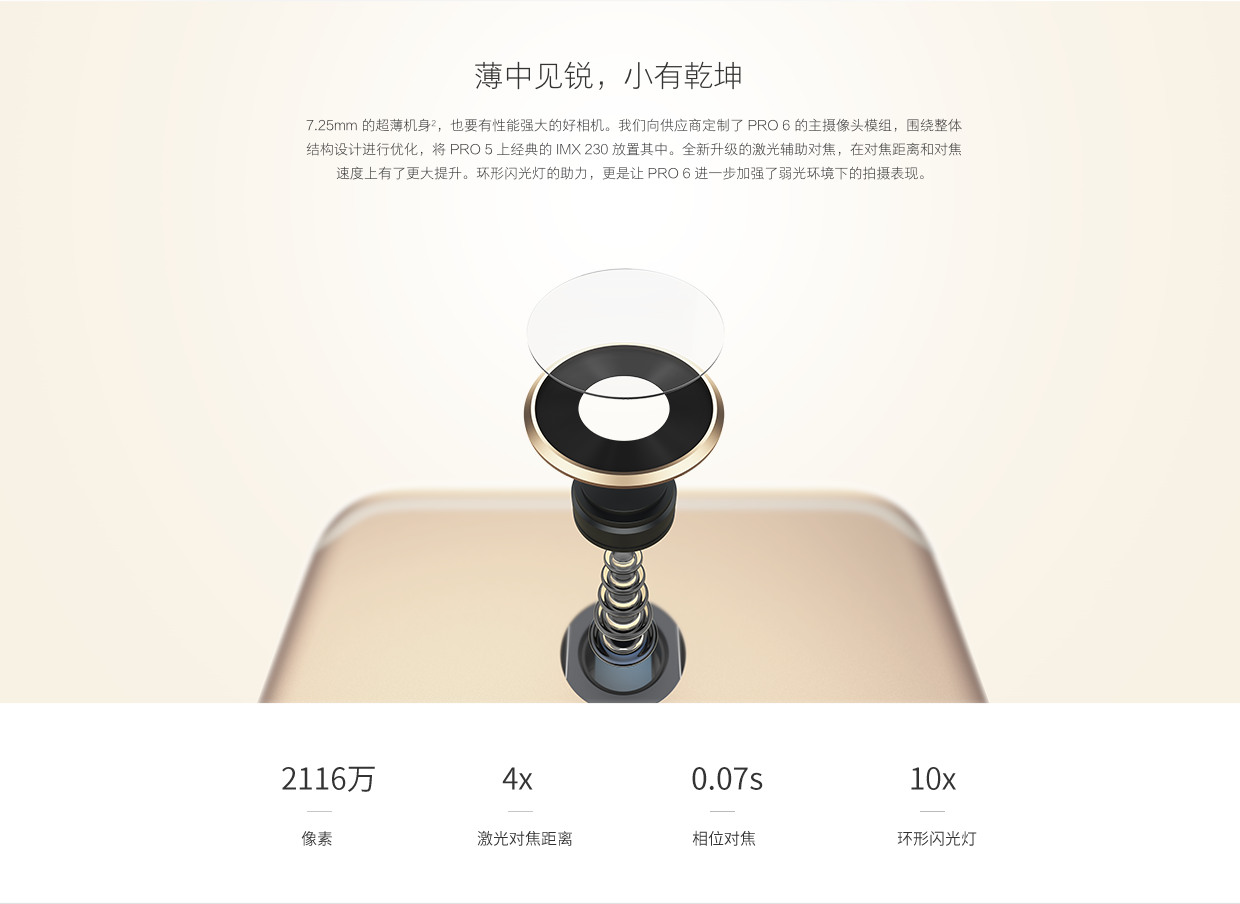 薄中见锐，小有乾坤
7.25mm 的超薄机身²，也要有性能强大的好相机。我们向供应商定制了 PRO 6 的主摄像头模组，围绕整体
结构设计进行优化，将 PRO 5 上经典的 IMX 230 放置其中。全新升级的激光辅助对焦，在对焦距离和对焦
速度上有了更大提升。环形闪光灯的助力，更是让 PRO 6 进一步加强了弱光环境下的拍摄表现。
2116万 4x 0.07s 10x
像素 激光对焦距离 相位对焦 环形闪光灯